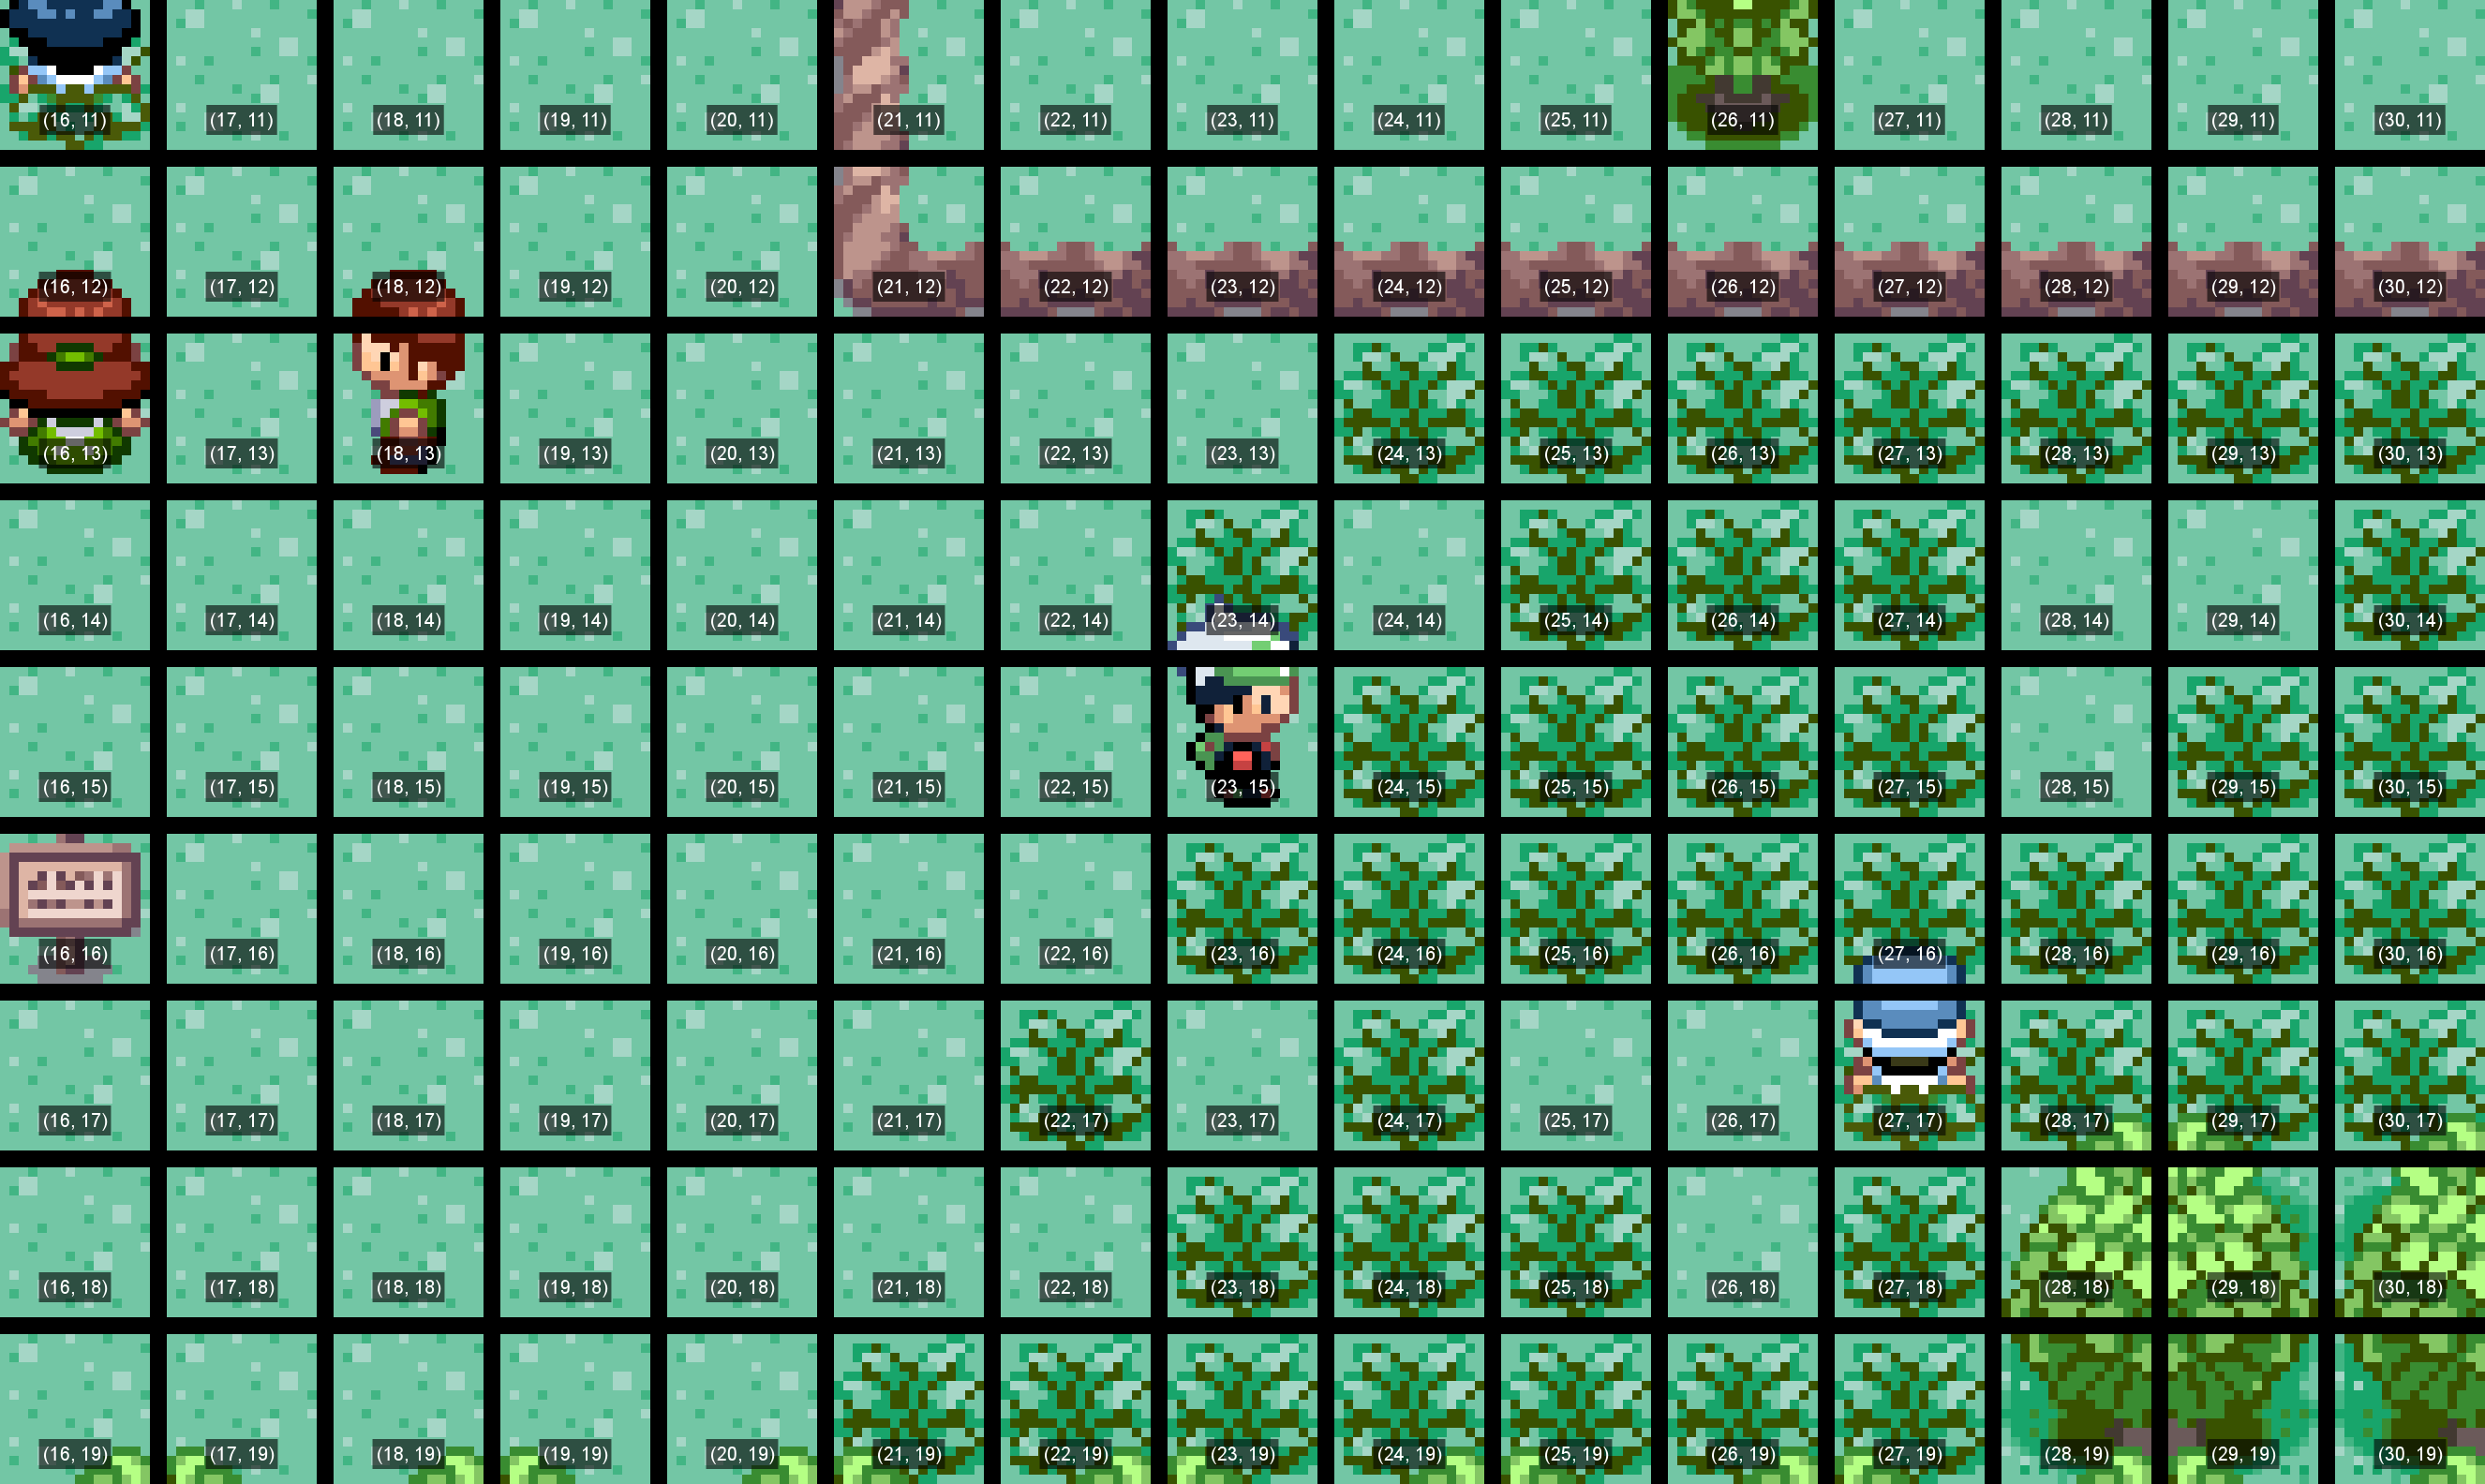 (16, 11) (17, 11) (18, 11) (19, 11) (20, 11) (21, 11) (22, 11) (23, 11) (24, 11) (25, 11) (26, 11) (27, 11) (28, 11) (29, 11) (30, 11)
(16, 12) (17, 12) (18, 12) (19, 12) (20, 12) (21, 12) (22, 12) (23, 12) (24, 12) (25, 12) (26, 12) (27, 12) (28, 12) (29, 12) (30, 12)
(16, 13) (17, 13) (18, 13) (19, 13) (20, 13) (21, 13) (22, 13) (23, 13) (24, 13) (25, 13) (26, 13) (27, 13) (28, 13) (29, 13) (30, 13)
(16, 14) (17, 14) (18, 14) (19, 14) (20, 14) (21, 14) (22, 14) (23, 14) (24, 14) (25, 14) (26, 14) (27, 14) (28, 14) (29, 14) (30, 14)
(16, 15) (17, 15) (18, 15) (19, 15) (20, 15) (21, 15) (22, 15) (23, 15) (24, 15) (25, 15) (26, 15) (27, 15) (28, 15) (29, 15) (30, 15)
(16, 16) (17, 16) (18, 16) (19, 16) (20, 16) (21, 16) (22, 16) (23, 16) (24, 16) (25, 16) (26, 16) (27, 16) (28, 16) (29, 16) (30, 16)
(16, 17) (17, 17) (18, 17) (19, 17) (20, 17) (21, 17) (22, 17) (23, 17) (24, 17) (25, 17) (26, 17) (27, 17) (28, 17) (29, 17) (30, 17)
(16, 18) (17, 18) (18, 18) (19, 18) (20, 18) (21, 18) (22, 18) (23, 18) (24, 18) (25, 18) (26, 18) (27, 18) (28, 18) (29, 18) (30, 18)
(16, 19) (17, 19) (18, 19) (19, 19) (20, 19) (21, 19) (22, 19) (23, 19) (24, 19) (25, 19) (26, 19) (27, 19) (28, 19) (29, 19) (30, 19)